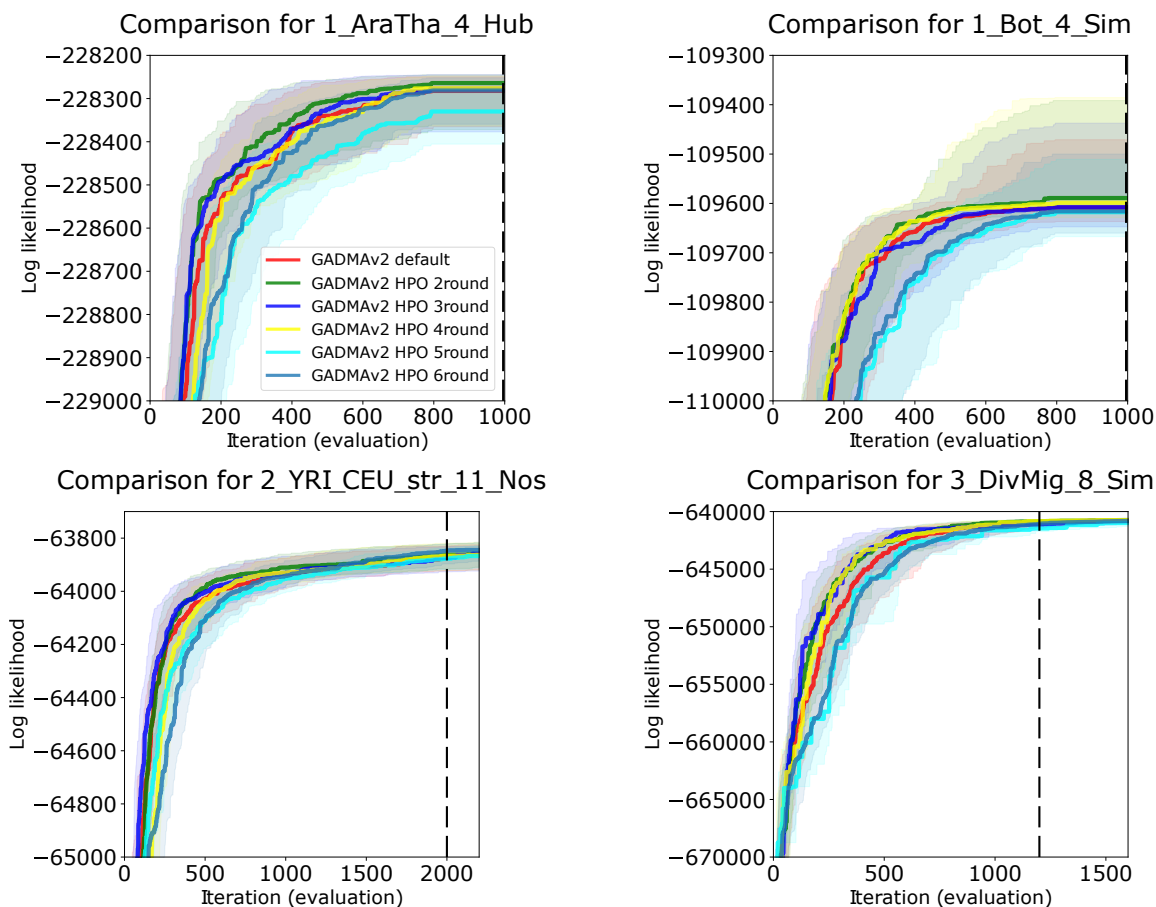 Comparison for 1_AraTha_4_Hub
−228200
−228300
−228400
−228500
−228600
−228700
−228800
−228900
−229000
Log likelihood
GADMAv2 default
GADMAv2 HPO 2round
GADMAv2 HPO 3round
GADMAv2 HPO 4round
GADMAv2 HPO 5round
GADMAv2 HPO 6round
0 200 400 600 800 1000
Iteration (evaluation)
Comparison for 1_Bot_4_Sim
−109300
−109400
−109500
−109600
−109700
−109800
−109900
−110000
Log likelihood
0 200 400 600 800 1000
Iteration (evaluation)
Comparison for 2_YRI_CEU_str_11_Nos
−63800
−64000
−64200
−64400
−64600
−64800
−65000
Log likelihood
0 500 1000 1500 2000
Iteration (evaluation)
Comparison for 3_DivMig_8_Sim
−640000
−645000
−650000
−655000
−660000
−665000
−670000
Log likelihood
0 500 1000 1500
Iteration (evaluation)